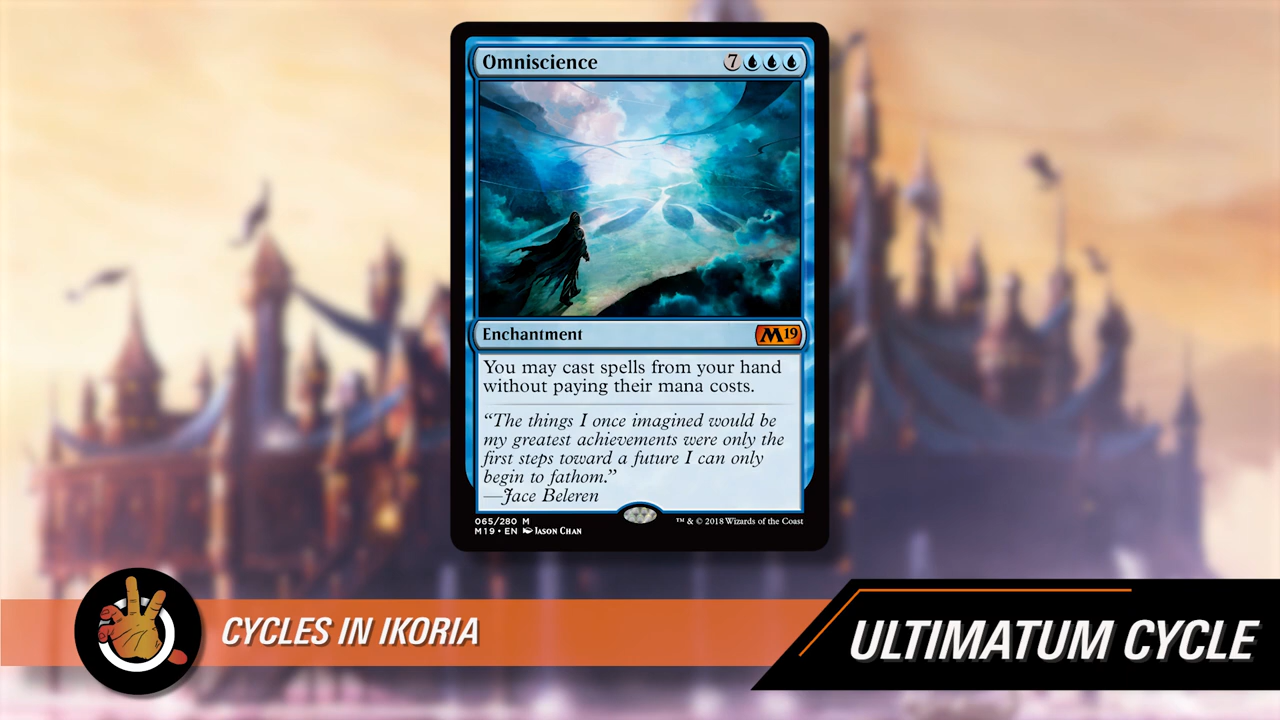 Omniscience 7
Enchantment M19
You may cast spells from your hand
without paying their mana costs.
“The things I once imagined would be
my greatest achievements were only the
first steps toward a future I can only
begin to fathom.”
—Jace Beleren
065/280 M
M19 • EN Jason Chan
™ & © 2018 Wizards of the Coast
CYCLES IN IKORIA
ULTIMATUM CYCLE